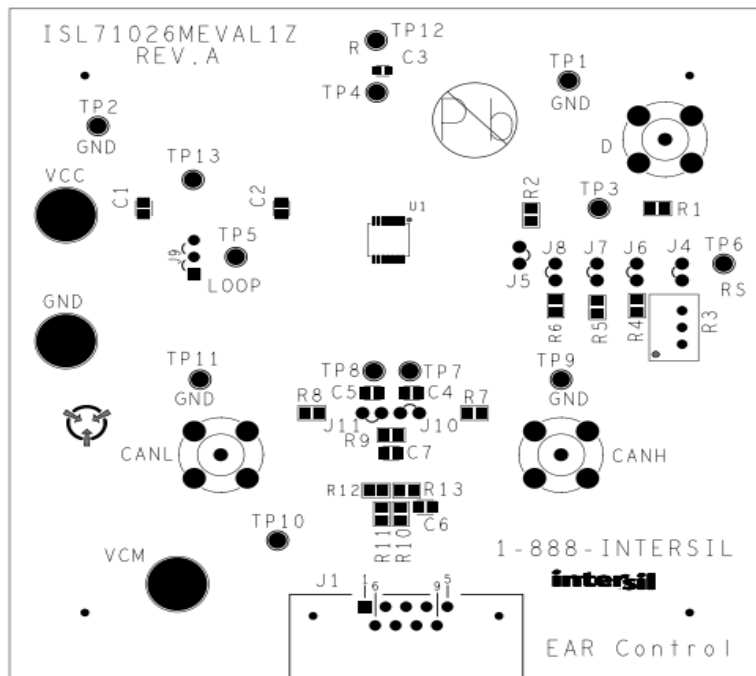 ISL71026MEVAL1Z
REV.A
TP12
R
C3
TP4
TP1
GND
TP2
GND
Pb
D
TP13
VCC
C1
C2
U1
R2
TP3
R1
J9
TP5
LOOP
J5
J8
J7
J6
J4
TP6
RS
GND
R6
R5
R4
R3
TP11
GND
TP8
TP7
TP9
GND
C5
C4
R8
R7
J11
J10
R9
C7
CANL
CANH
R12
R13
C6
R11
R10
TP10
VCM
1-888-INTERSIL
intersil
J1
1
6
9
5
EAR Control